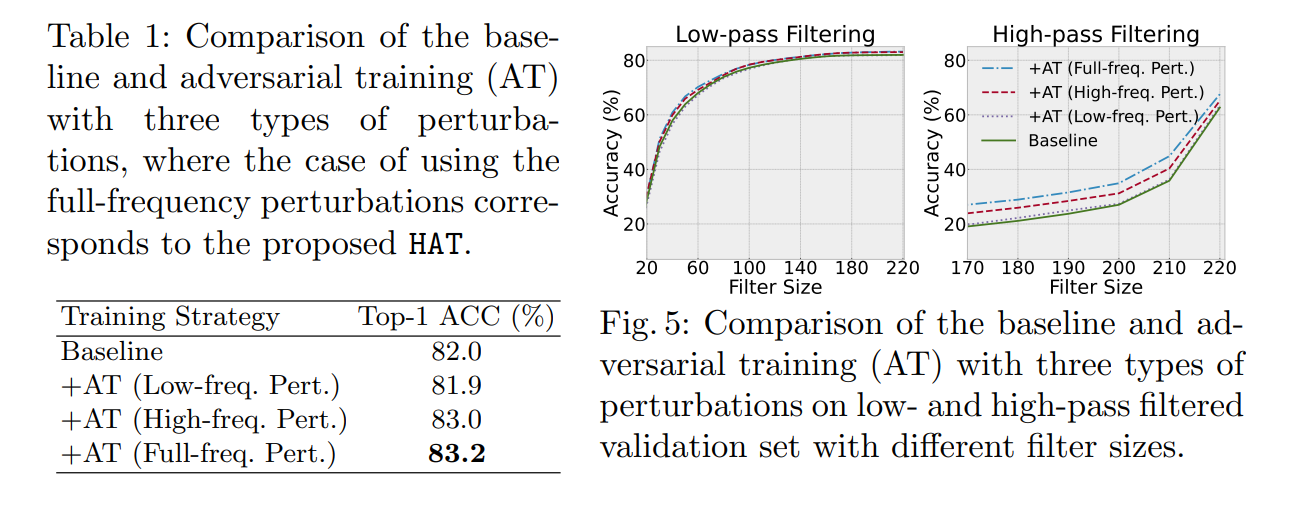 Table 1: Comparison of the base-
line and adversarial training (AT)
with three types of perturba-
tions, where the case of using the
full-frequency perturbations corre-
sponds to the proposed HAT.
Training Strategy Top-1 ACC (%)
Baseline 82.0
+AT (Low-freq. Pert.) 81.9
+AT (High-freq. Pert.) 83.0
+AT (Full-freq. Pert.) 83.2
Low-pass Filtering
Accuracy (%)
80
60
40
20
20 60 100 140 180 220
Filter Size
High-pass Filtering
Accuracy (%)
80
60
40
20
+AT (Full-freq. Pert.)
+AT (High-freq. Pert.)
+AT (Low-freq. Pert.)
Baseline
170 180 190 200 210 220
Filter Size
Fig. 5: Comparison of the baseline and ad-
versarial training (AT) with three types of
perturbations on low- and high-pass filtered
validation set with different filter sizes.